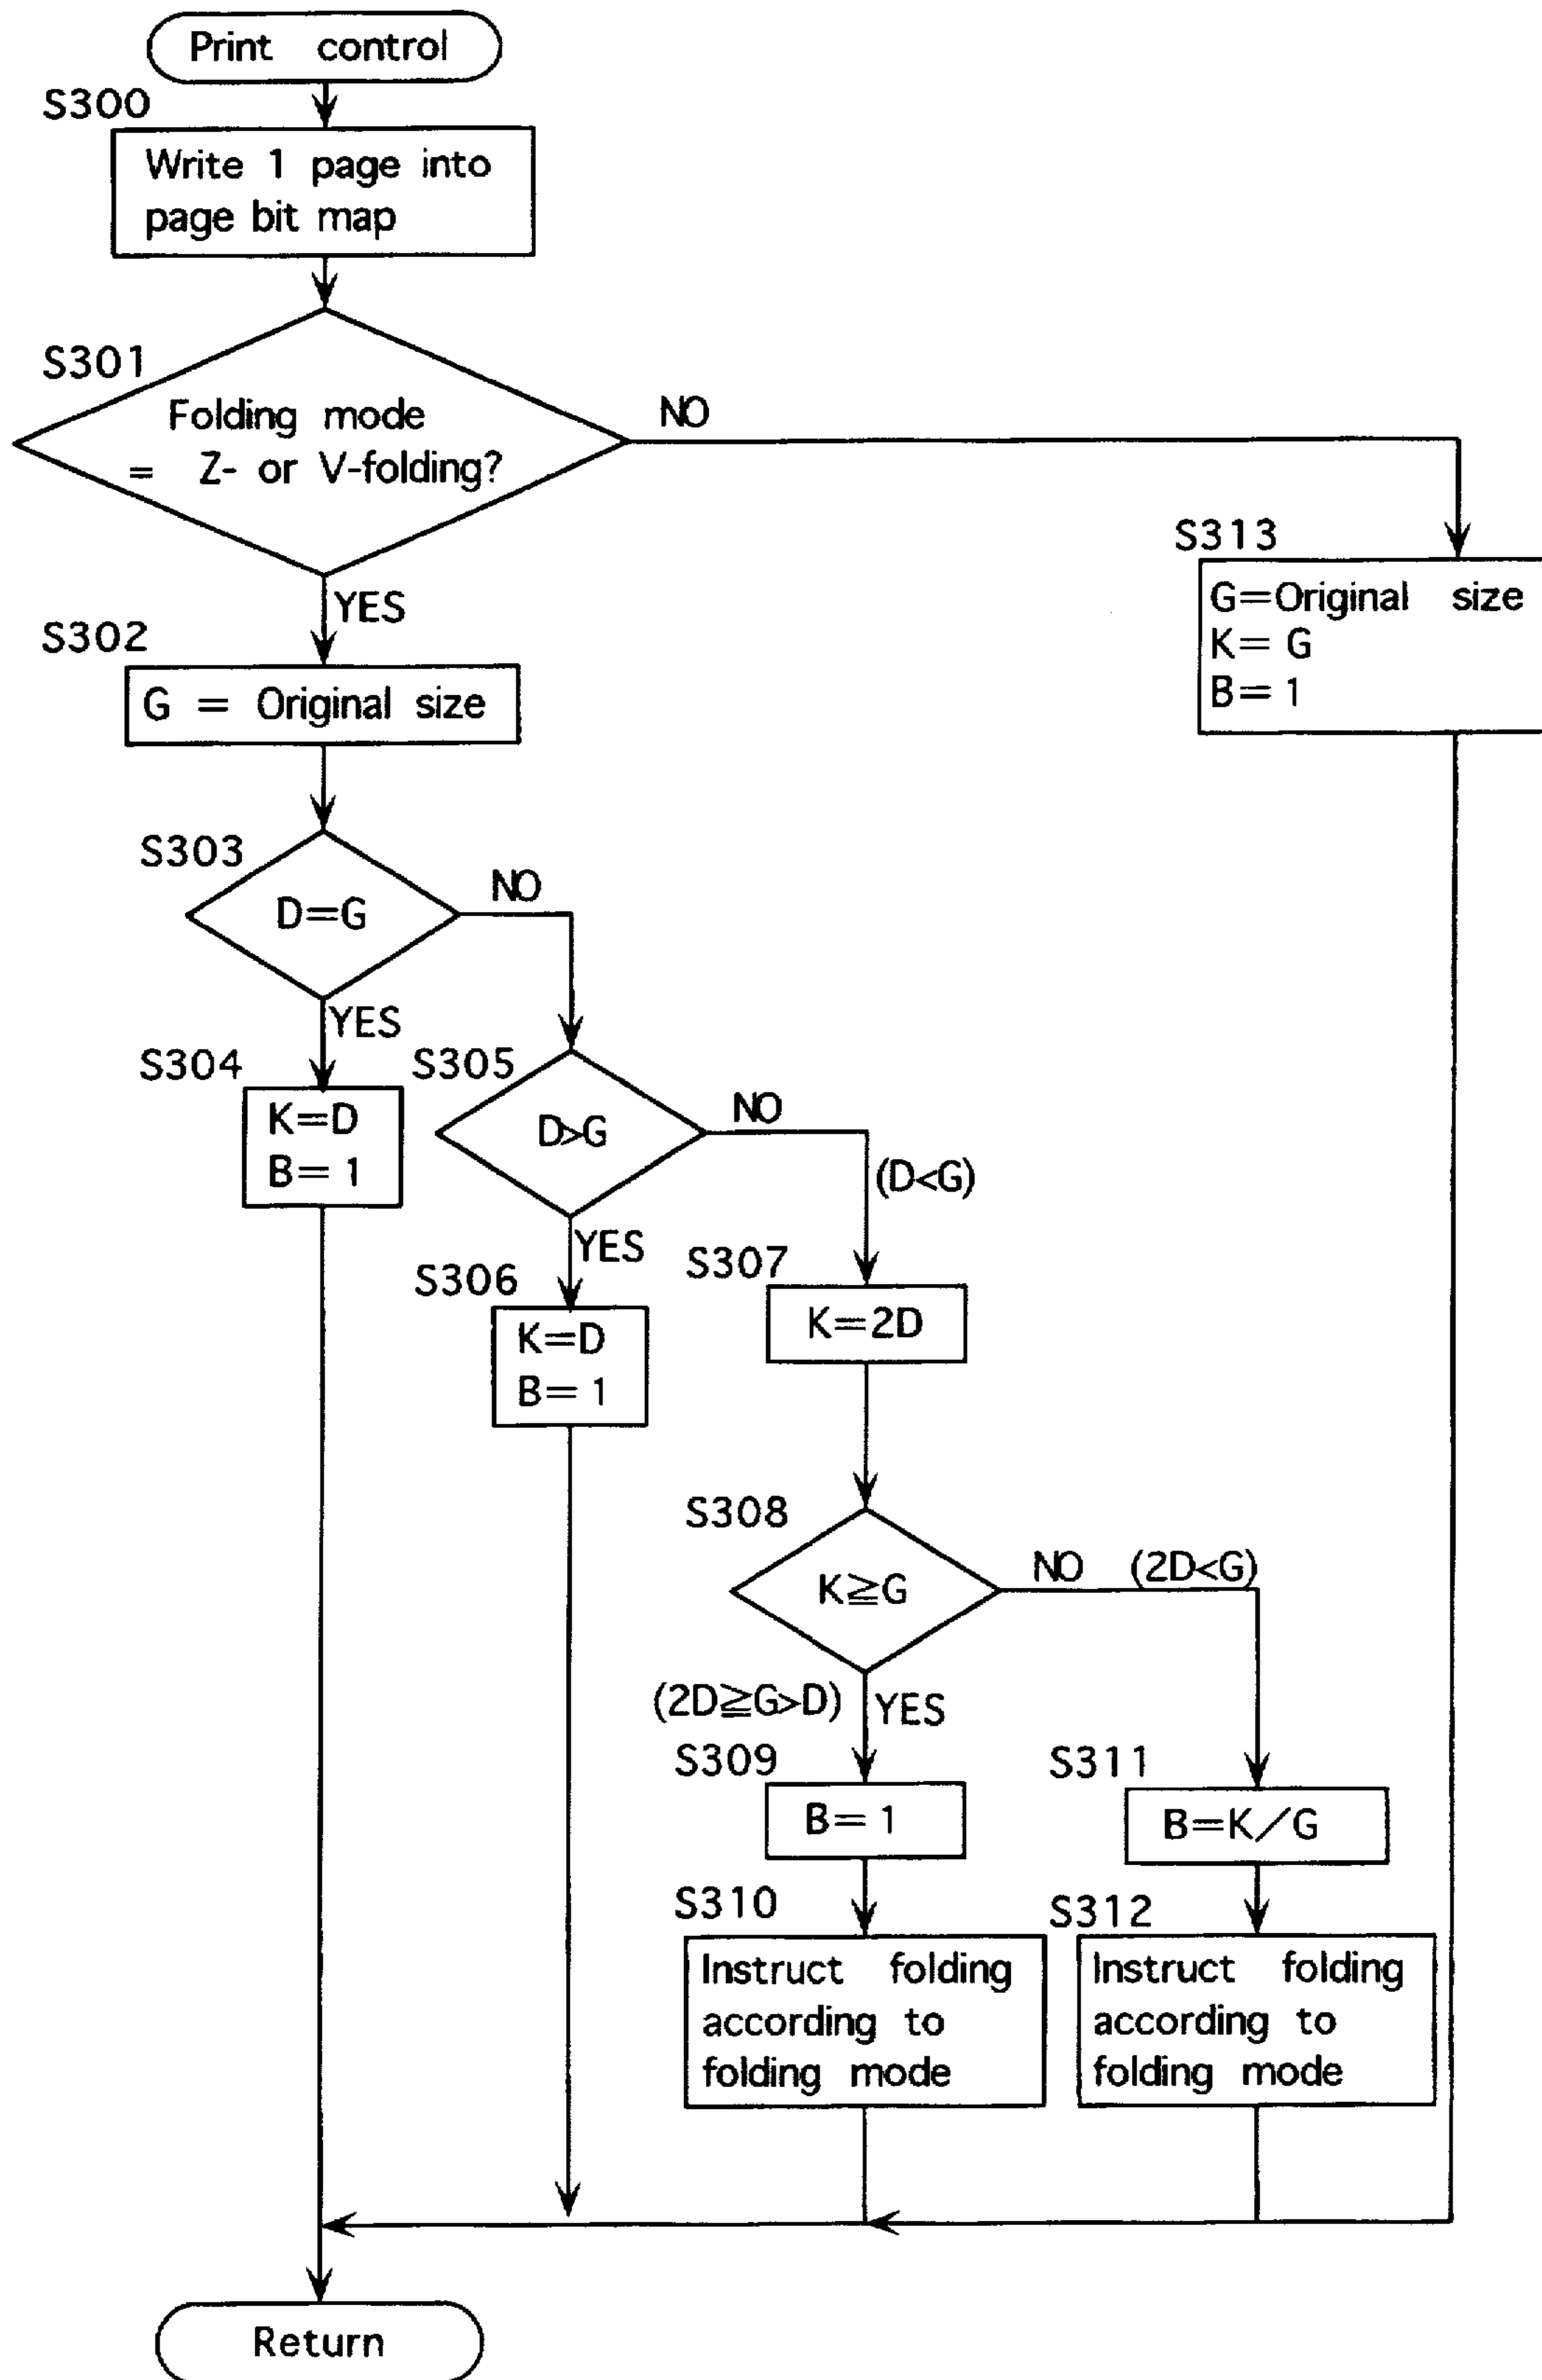 Print control
S300
Write 1 page into
page bit map
S301
Folding mode
= Z- or V-folding?
NO
YES
S313
G=Original size
K= G
B= 1
S302
G = Original size
S303
D=G
NO
YES
S304
K=D
B= 1
S305
D>G
NO
(D<G)
YES
S306
K=D
B= 1
S307
K=2D
S308
K≧G
NO (2D<G)
(2D≧G>D) YES
S309
B= 1
S311
B=K/G
S310
Instruct folding
according to
folding mode
S312
Instruct folding
according to
folding mode
Return